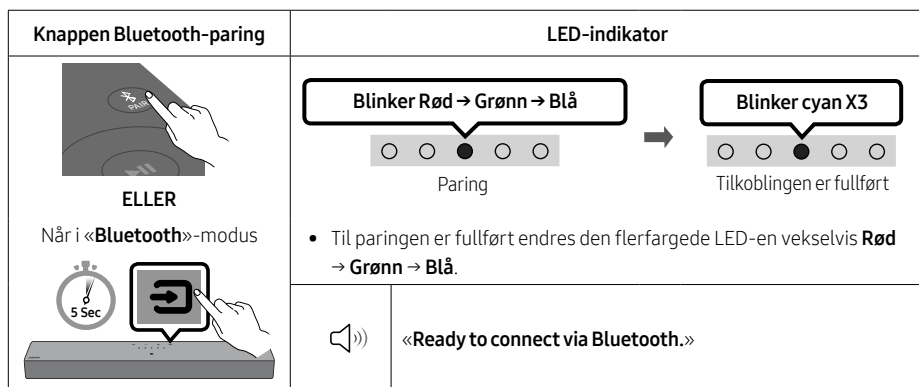 Knappen Bluetooth-paring
LED-indikator
PAIR
ELLER
Når i «Bluetooth»-modus
5 Sec
Blinker Rød → Grønn → Blå
Paring
Blinker cyan X3
Tilkoblingen er fullført
• Til paringen er fullført endres den flerfargede LED-en vekselvis Rød
→ Grønn → Blå.
«Ready to connect via Bluetooth.»